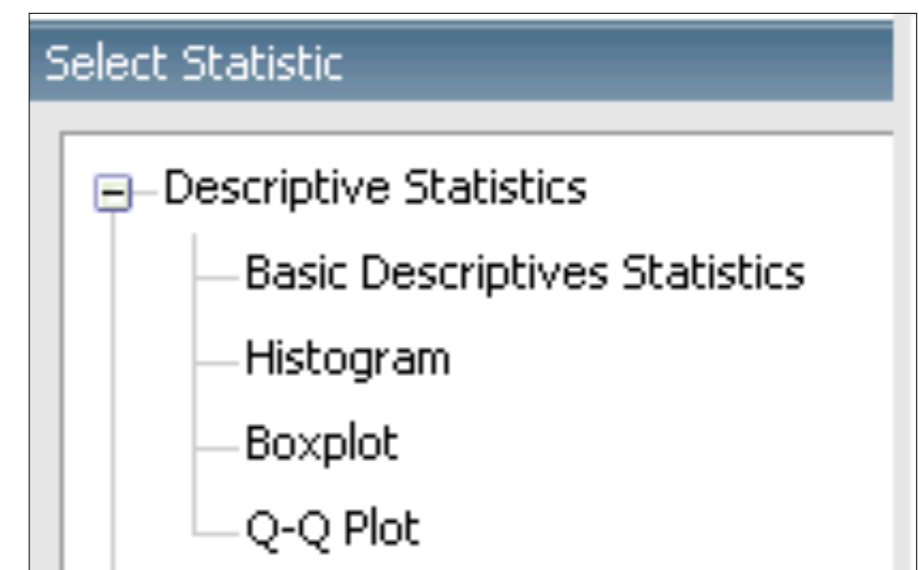 Select Statistic
Descriptive Statistics
Basic Descriptives Statistics
Histogram
Boxplot
Q-Q Plot